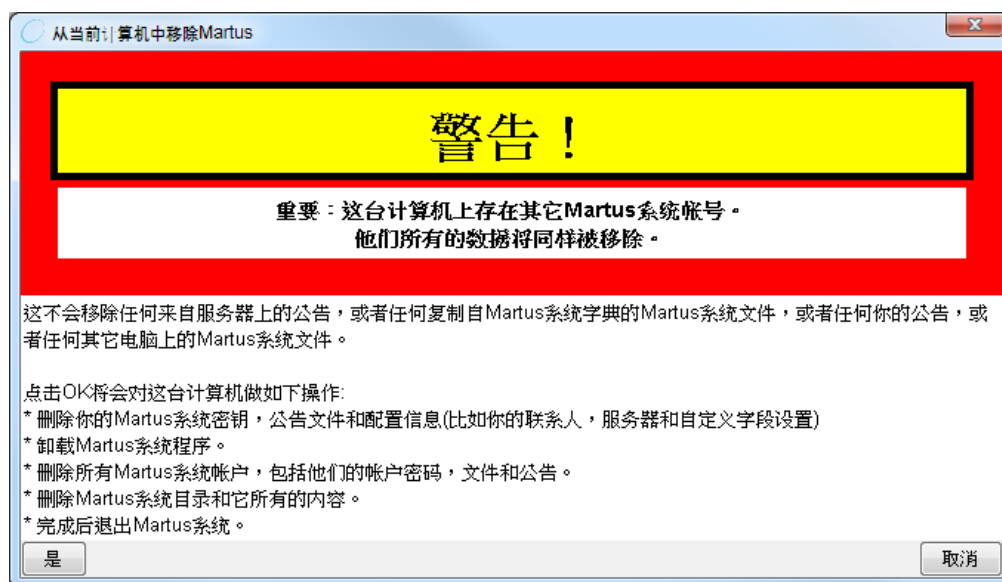 从当前计算机中移除Martus
警告！
重要：这台计算机上存在其它Martus系统帐号。
他们所有的数据将同样被移除。
这不会移除任何来自服务器上的公告，或者任何复制自Martus系统字典的Martus系统文件，或者任何你的公告，或
者任何其它电脑上的Martus系统文件。
点击OK将会对这台计算机做如下操作:
* 删除你的Martus系统密钥，公告文件和配置信息(比如你的联系人，服务器和自定义字段设置)
* 卸载Martus系统程序。
* 删除所有Martus系统帐户，包括他们的帐户密码，文件和公告。
* 删除Martus系统目录和它所有的内容。
* 完成后退出Martus系统。
是
取消